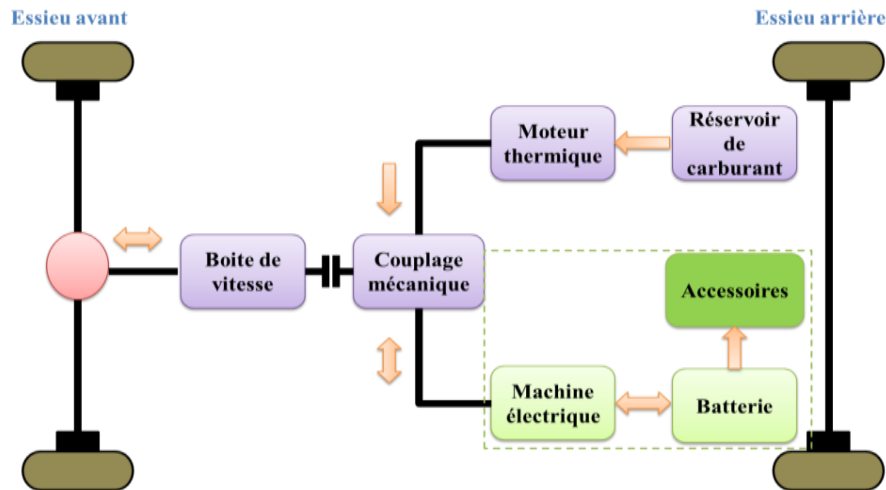 Essieu avant
Essieu arrière
Moteur
thermique
Réservoir
de
carburant
Boite de
vitesse
Couplage
mécanique
Accessoires
Machine
électrique
Batterie